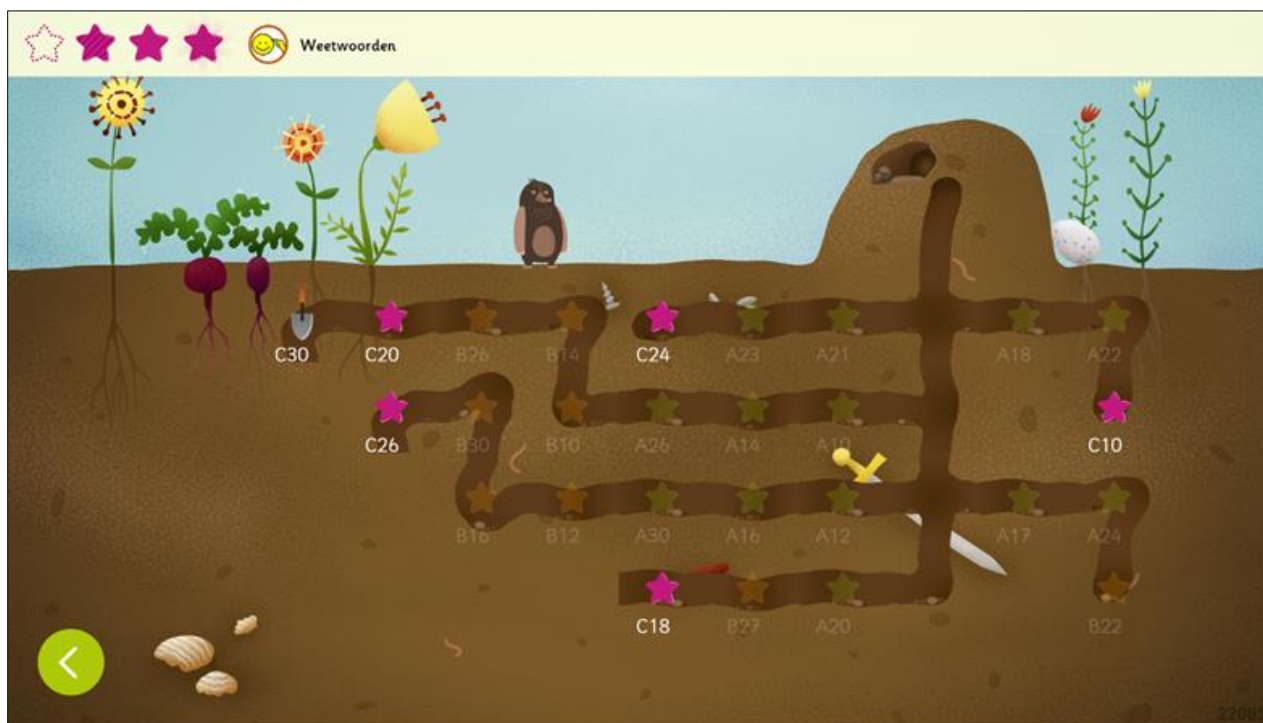 Weetwoorden
C30 C20 B26 B14 C24 A23 A21 A18 A22
C26 B30 B10 A26 A14 A19 C10
B16 B12 A30 A16 A12 A17 A24
C18 B27 A20 B22